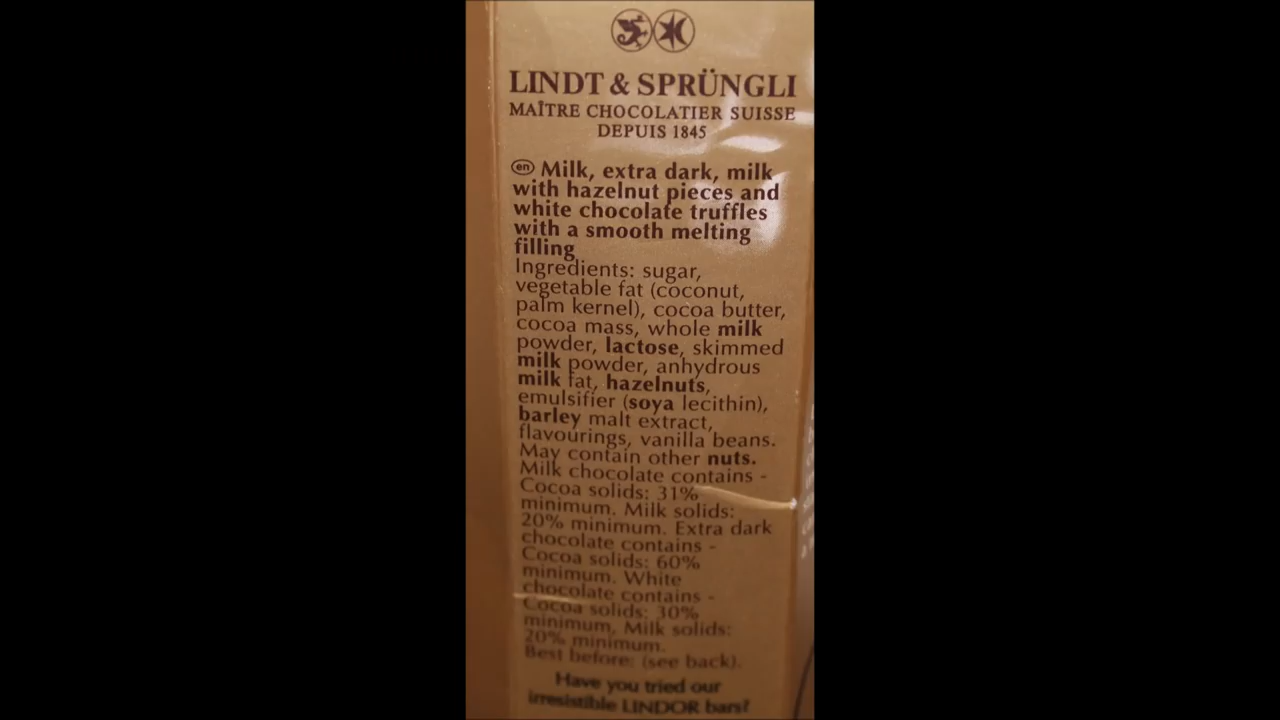 LINDT & SPRÜNGLI
MAÎTRE CHOCOLATIER SUISSE
DEPUIS 1845
en Milk, extra dark, milk
with hazelnut pieces and
white chocolate truffles
with a smooth melting
filling
Ingredients: sugar,
vegetable fat (coconut,
palm kernel), cocoa butter,
cocoa mass, whole milk
powder, lactose, skimmed
milk powder, anhydrous
milk fat, hazelnuts,
emulsifier (soya lecithin),
barley malt extract,
flavourings, vanilla beans.
May contain other nuts.
Milk chocolate contains -
Cocoa solids: 31%
minimum. Milk solids:
20% minimum. Extra dark
chocolate contains -
Cocoa solids: 60%
minimum. White
chocolate contains -
Cocoa solids: 30%
minimum, Milk solids:
20% minimum.
Best before: (see back).
Have you tried our
irresistible LINDOR bars?